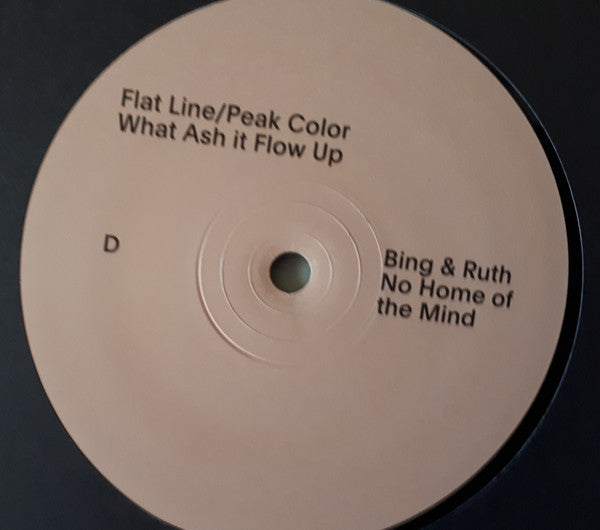 Flat Line/Peak Color
What Ash it Flow Up
D
Bing & Ruth
No Home of
the Mind